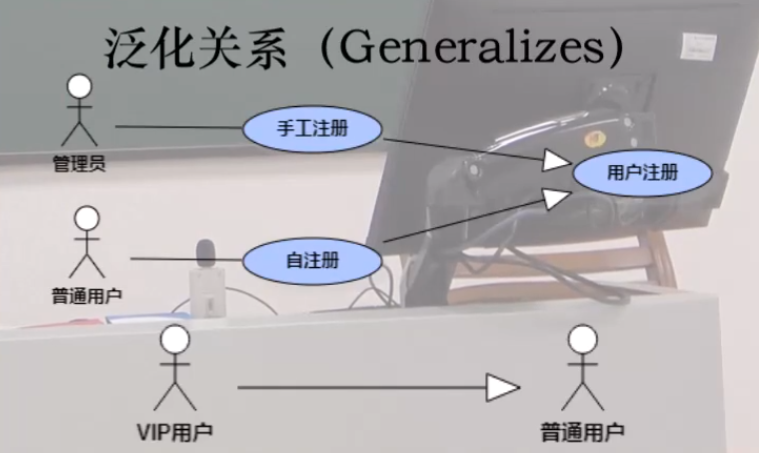 泛化关系（Generalizes）
管理员
手工注册
用户注册
普通用户
自注册
VIP用户
普通用户